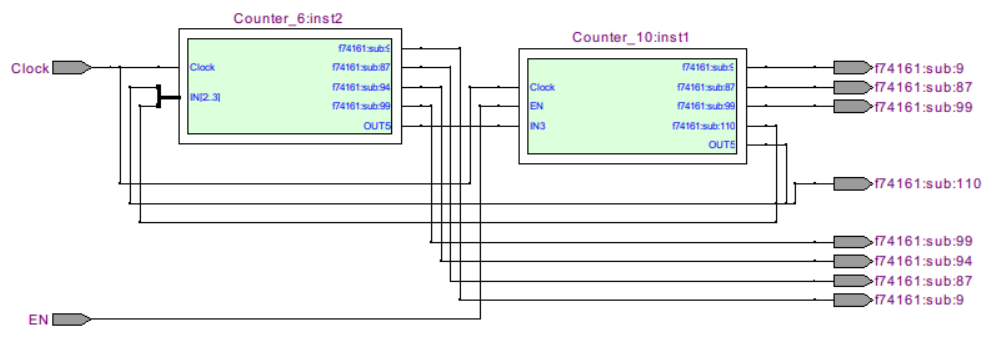 Counter_6:inst2
Clock
Clock
IN[2..3]
f74161:sub:9
f74161:sub:87
f74161:sub:94
f74161:sub:99
OUT5
Counter_10:inst1
Clock
EN
IN3
f74161:sub:9
f74161:sub:87
f74161:sub:99
f74161:sub:110
OUT5
f74161:sub:9
f74161:sub:87
f74161:sub:99
f74161:sub:110
f74161:sub:99
f74161:sub:94
f74161:sub:87
f74161:sub:9
EN